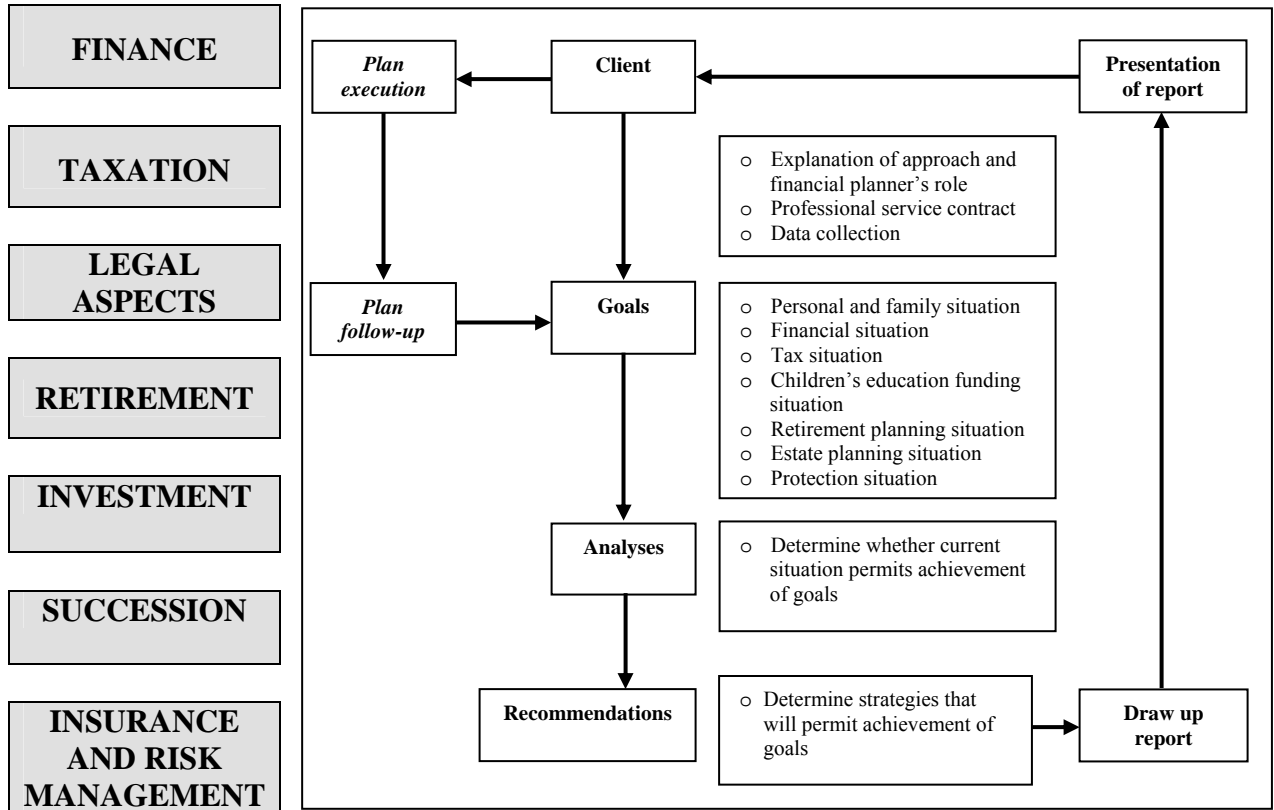 FINANCE
TAXATION
LEGAL
ASPECTS
RETIREMENT
INVESTMENT
SUCCESSION
INSURANCE
AND RISK
MANAGEMENT
Plan
execution
Client
Presentation
of report
o Explanation of approach and
financial planner’s role
o Professional service contract
o Data collection
Plan
follow-up
Goals
o Personal and family situation
o Financial situation
o Tax situation
o Children’s education funding
situation
o Retirement planning situation
o Estate planning situation
o Protection situation
Analyses
o Determine whether current
situation permits achievement
of goals
Recommendations
o Determine strategies that
will permit achievement of
goals
Draw up
report